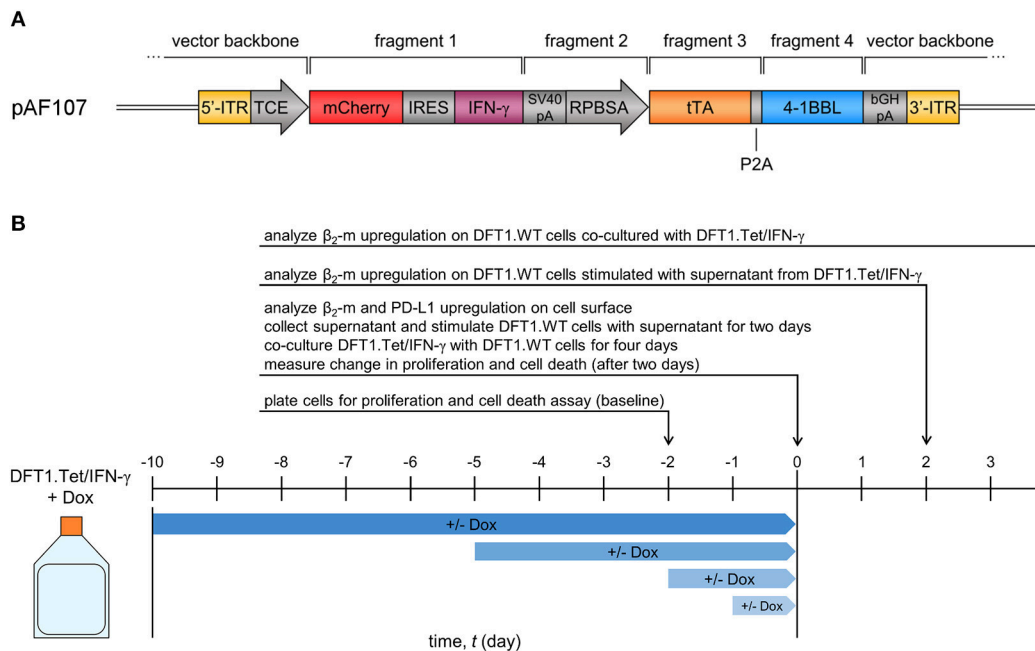 A
... vector backbone fragment 1 fragment 2 fragment 3 fragment 4 vector backbone ...
pAF107 5'-ITR TCE mCherry IRES IFN-γ SV40 pA RPBSA tTA 4-1BBL bGH pA 3'-ITR
P2A
B
analyze β₂-m upregulation on DFT1.WT cells co-cultured with DFT1.Tet/IFN-γ
analyze β₂-m upregulation on DFT1.WT cells stimulated with supernatant from DFT1.Tet/IFN-γ
analyze β₂-m and PD-L1 upregulation on cell surface
collect supernatant and stimulate DFT1.WT cells with supernatant for two days
co-culture DFT1.Tet/IFN-γ with DFT1.WT cells for four days
measure change in proliferation and cell death (after two days)
plate cells for proliferation and cell death assay (baseline)
-10 -9 -8 -7 -6 -5 -4 -3 -2 -1 0 1 2 3
DFT1.Tet/IFN-γ
+ Dox
+/- Dox
+/- Dox
+/- Dox
+/- Dox
time, t (day)